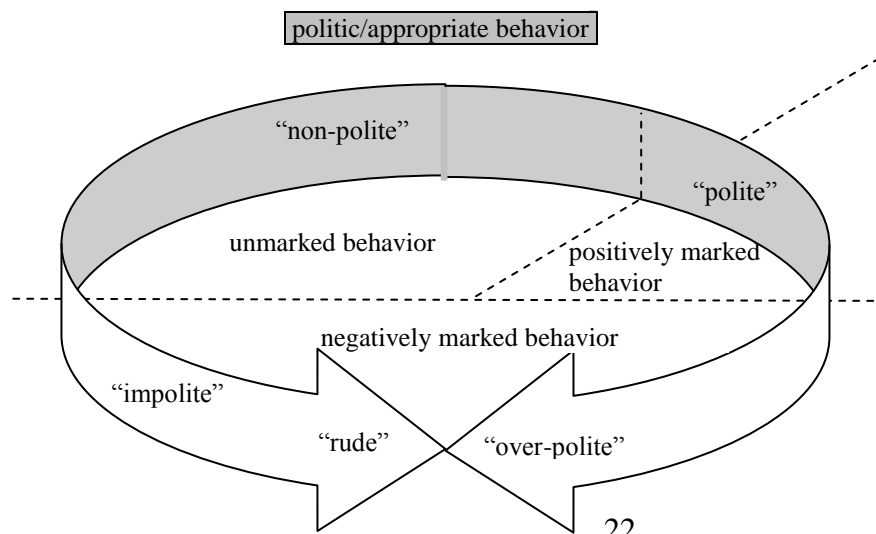 politic/appropriate behavior
“non-polite”
“polite”
unmarked behavior
positively marked
behavior
negatively marked behavior
“impolite”
“rude”
“over-polite”
22